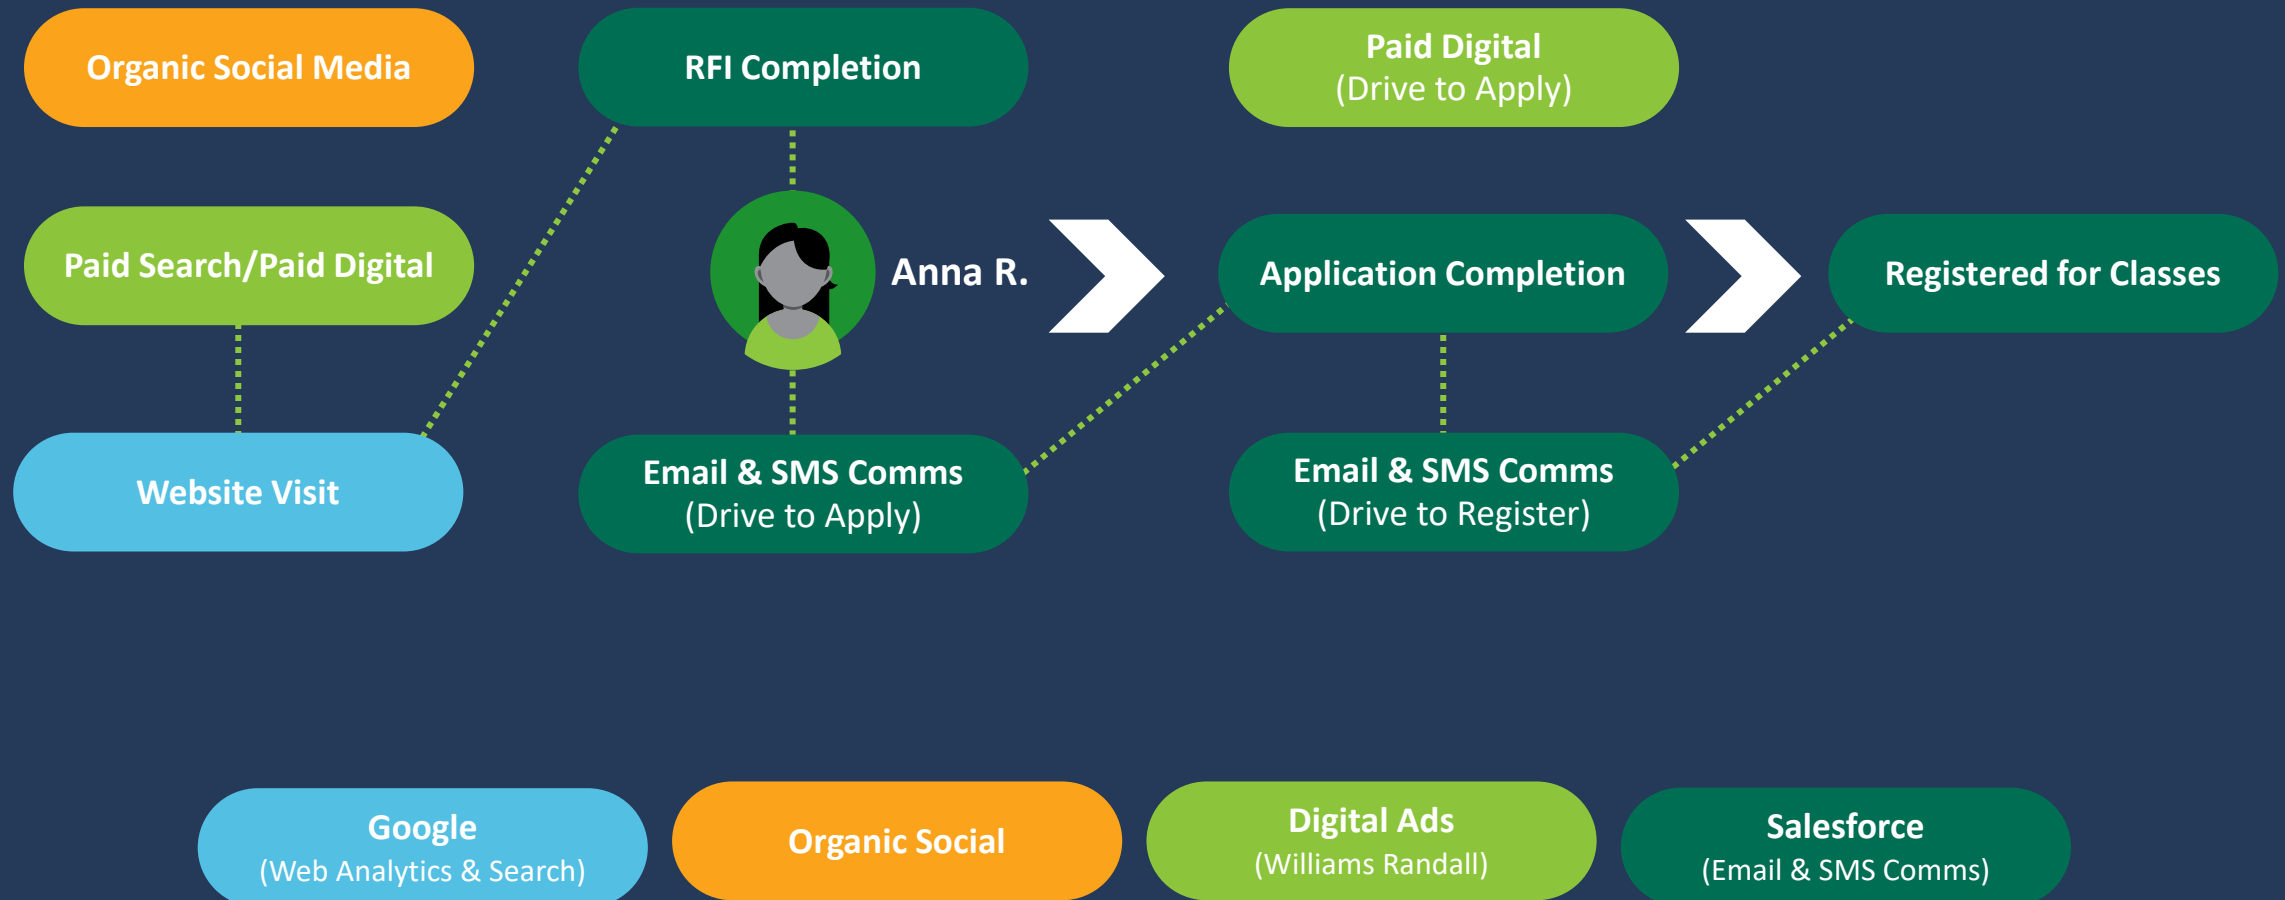 Organic Social Media
RFI Completion
Paid Digital
(Drive to Apply)
Paid Search/Paid Digital
Anna R.
Application Completion
Registered for Classes
Website Visit
Email & SMS Comms
(Drive to Apply)
Email & SMS Comms
(Drive to Register)
Google
(Web Analytics & Search)
Organic Social
Digital Ads
(Williams Randall)
Salesforce
(Email & SMS Comms)